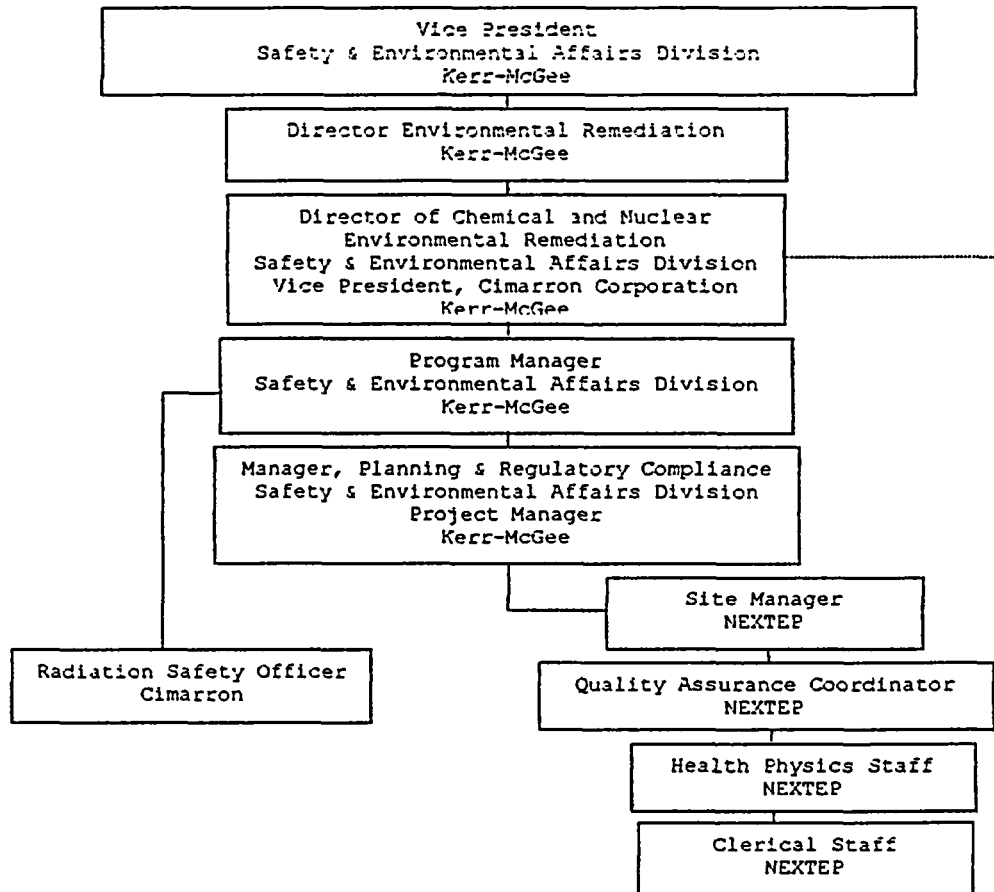 Vice President
Safety & Environmental Affairs Division
Kerr-McGee
Director Environmental Remediation
Kerr-McGee
Director of Chemical and Nuclear
Environmental Remediation
Safety & Environmental Affairs Division
Vice President, Cimarron Corporation
Kerr-McGee
Program Manager
Safety & Environmental Affairs Division
Kerr-McGee
Manager, Planning & Regulatory Compliance
Safety & Environmental Affairs Division
Project Manager
Kerr-McGee
Site Manager
NEXTEP
Radiation Safety Officer
Cimarron
Quality Assurance Coordinator
NEXTEP
Health Physics Staff
NEXTEP
Clerical Staff
NEXTEP